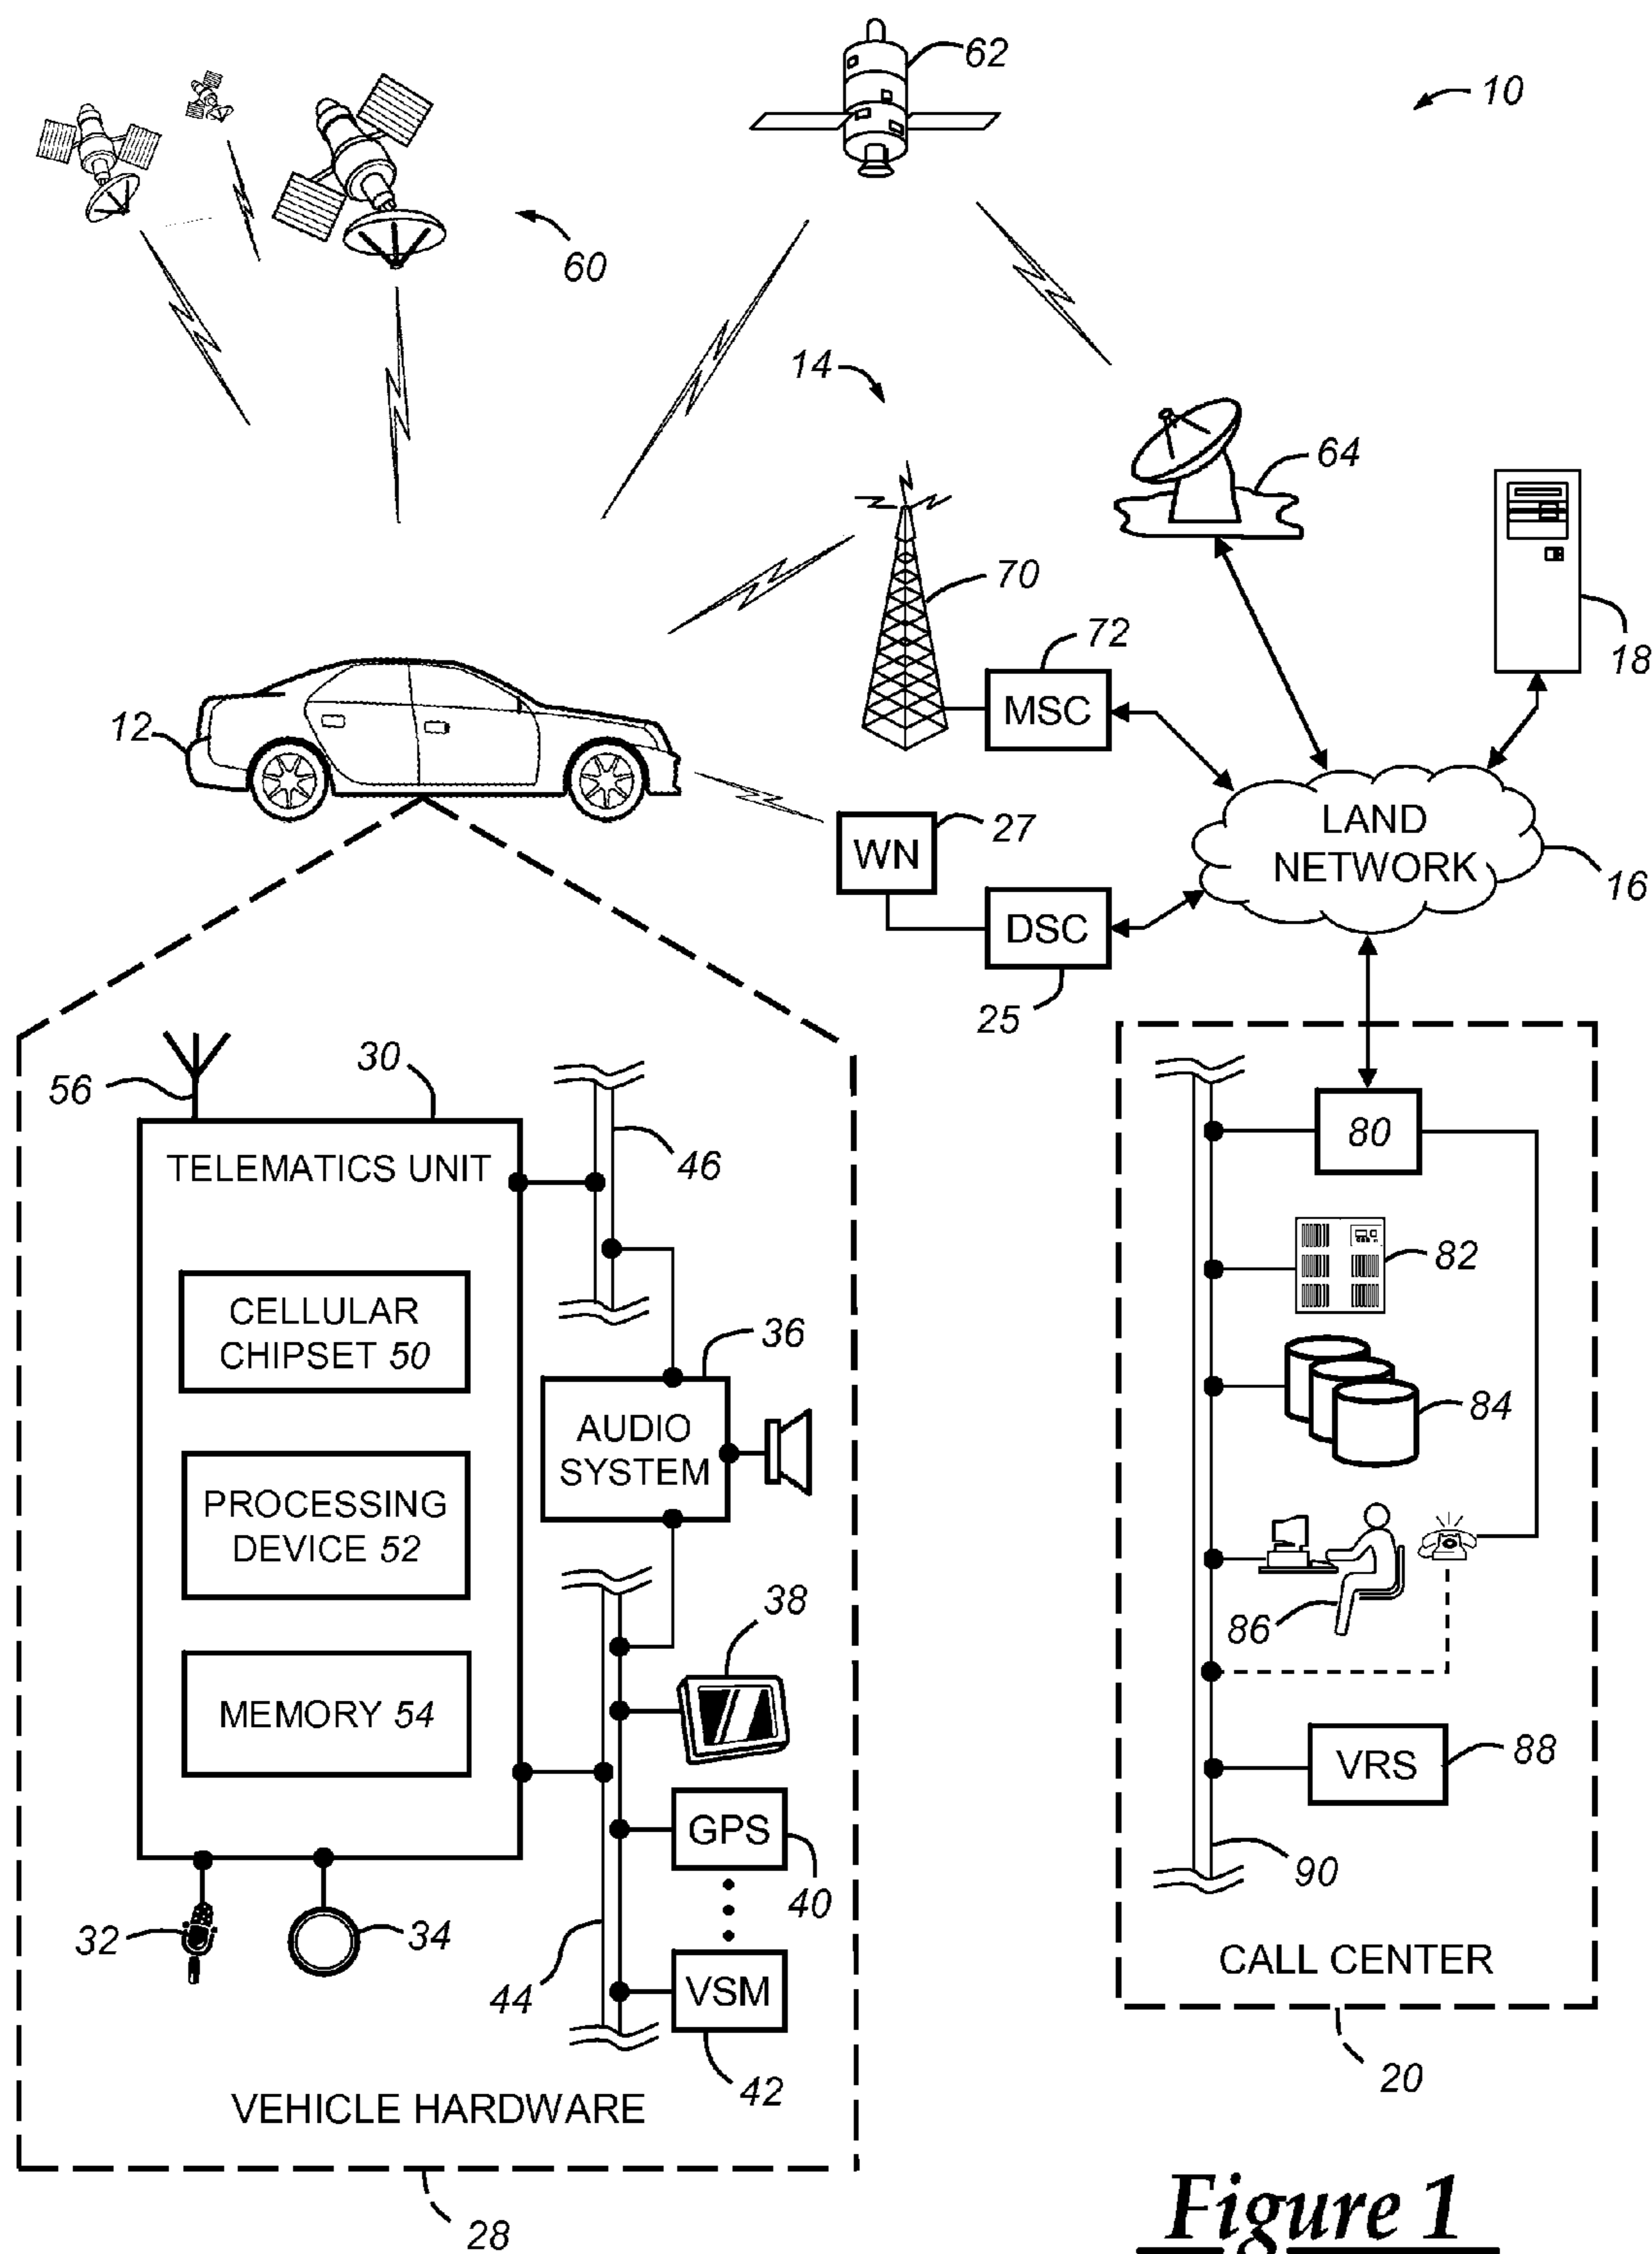 62
10
60
14
64
70
18
72
MSC
12
27
WN
LAND
NETWORK
16
DSC
25
30
56
TELEMATICS UNIT
46
CELLULAR
CHIPSET 50
36
AUDIO
SYSTEM
PROCESSING
DEVICE 52
38
MEMORY 54
GPS
40
32
34
44
VSM
42
VEHICLE HARDWARE
28
80
82
84
86
VRS
88
90
CALL CENTER
20
Figure 1